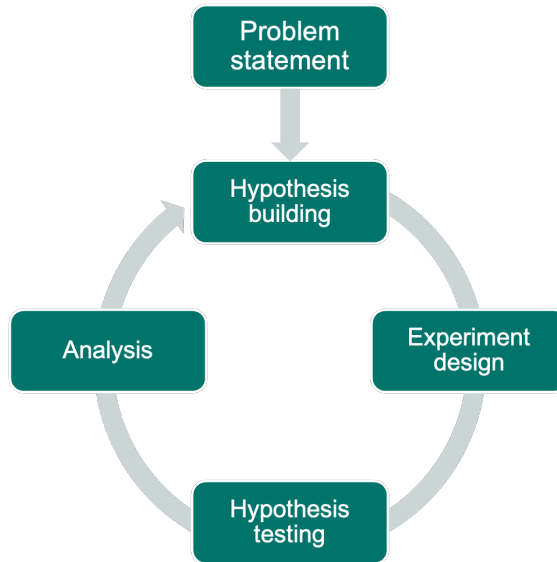 Problem
statement
Hypothesis
building
Experiment
design
Hypothesis
testing
Analysis